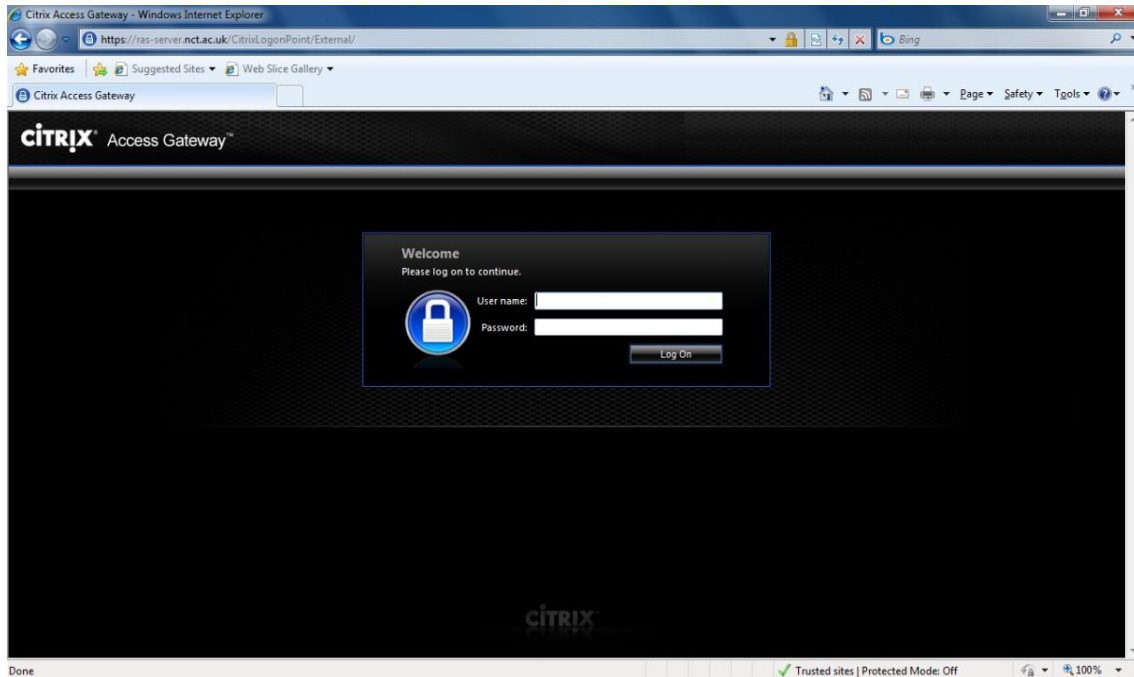 Citrix Access Gateway - Windows Internet Explorer
https://ras-server.nct.ac.uk/CitrixLogonPoint/External/
Bing
Favorites Suggested Sites Web Slice Gallery
Citrix Access Gateway Page Safety Tools
CITRIX Access Gateway™
Welcome
Please log on to continue.
User name:
Password:
Log On
CITRIX
Done Trusted sites | Protected Mode: Off 100%